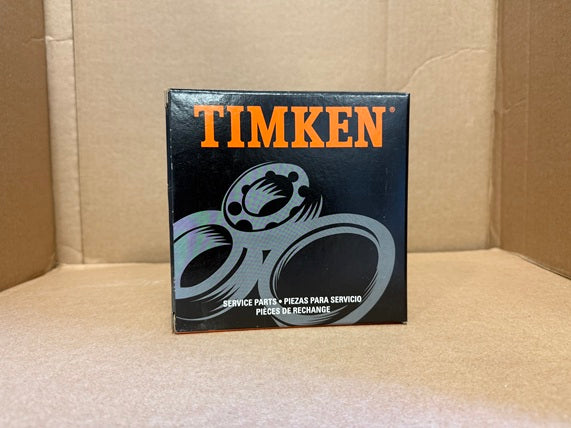 TIMKEN®
SERVICE PARTS • PIEZAS PARA SERVICIO
PIÈCES DE RECHANGE